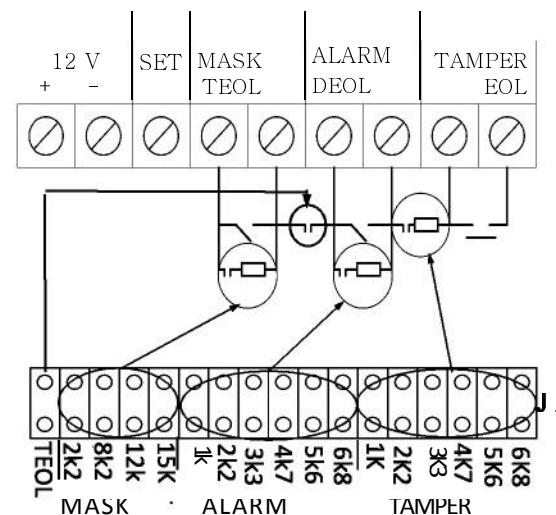 12 V SET MASK ALARM TAMPER
+ - TEOL DEOL EOL
J
TEOL 2k2 8k2 12k 15k 1k 2k2 3k3 4k7 5k6 6k8 1K 2K2 3K3 4K7 5K6 6K8
MASK ALARM TAMPER